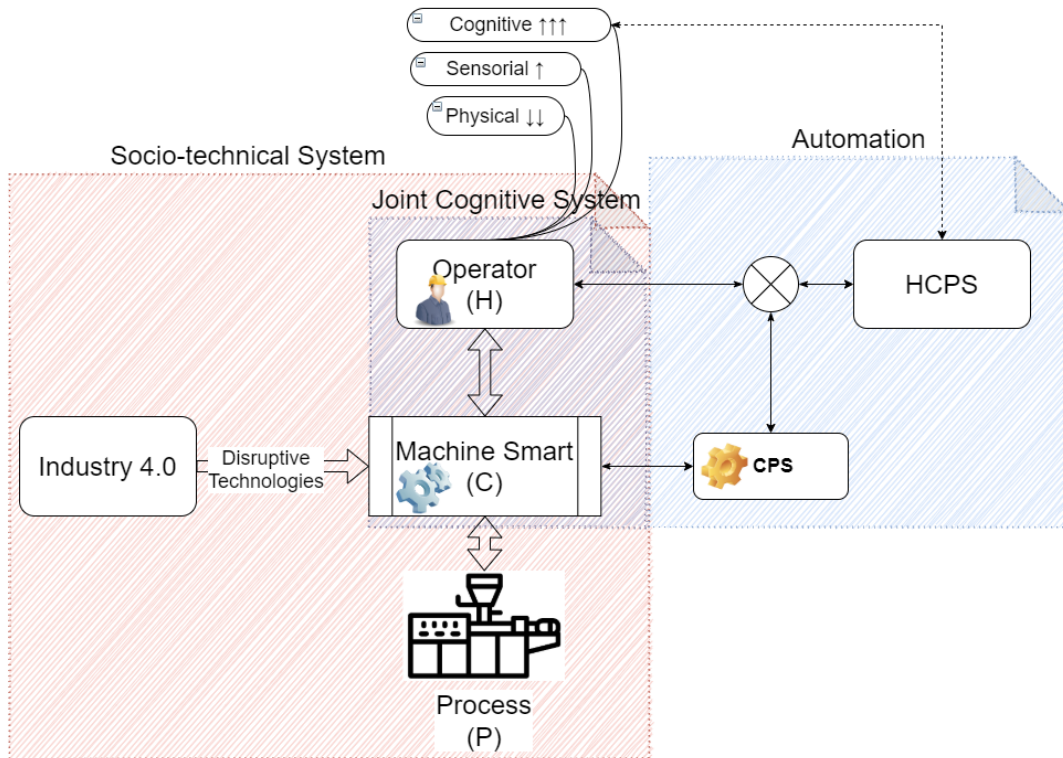 Cognitive ↑↑↑
Sensorial ↑
Physical ↓↓
Socio-technical System
Automation
Joint Cognitive System
Operator
(H)
HCPS
Industry 4.0
Disruptive
Technologies
Machine Smart
(C)
CPS
Process
(P)